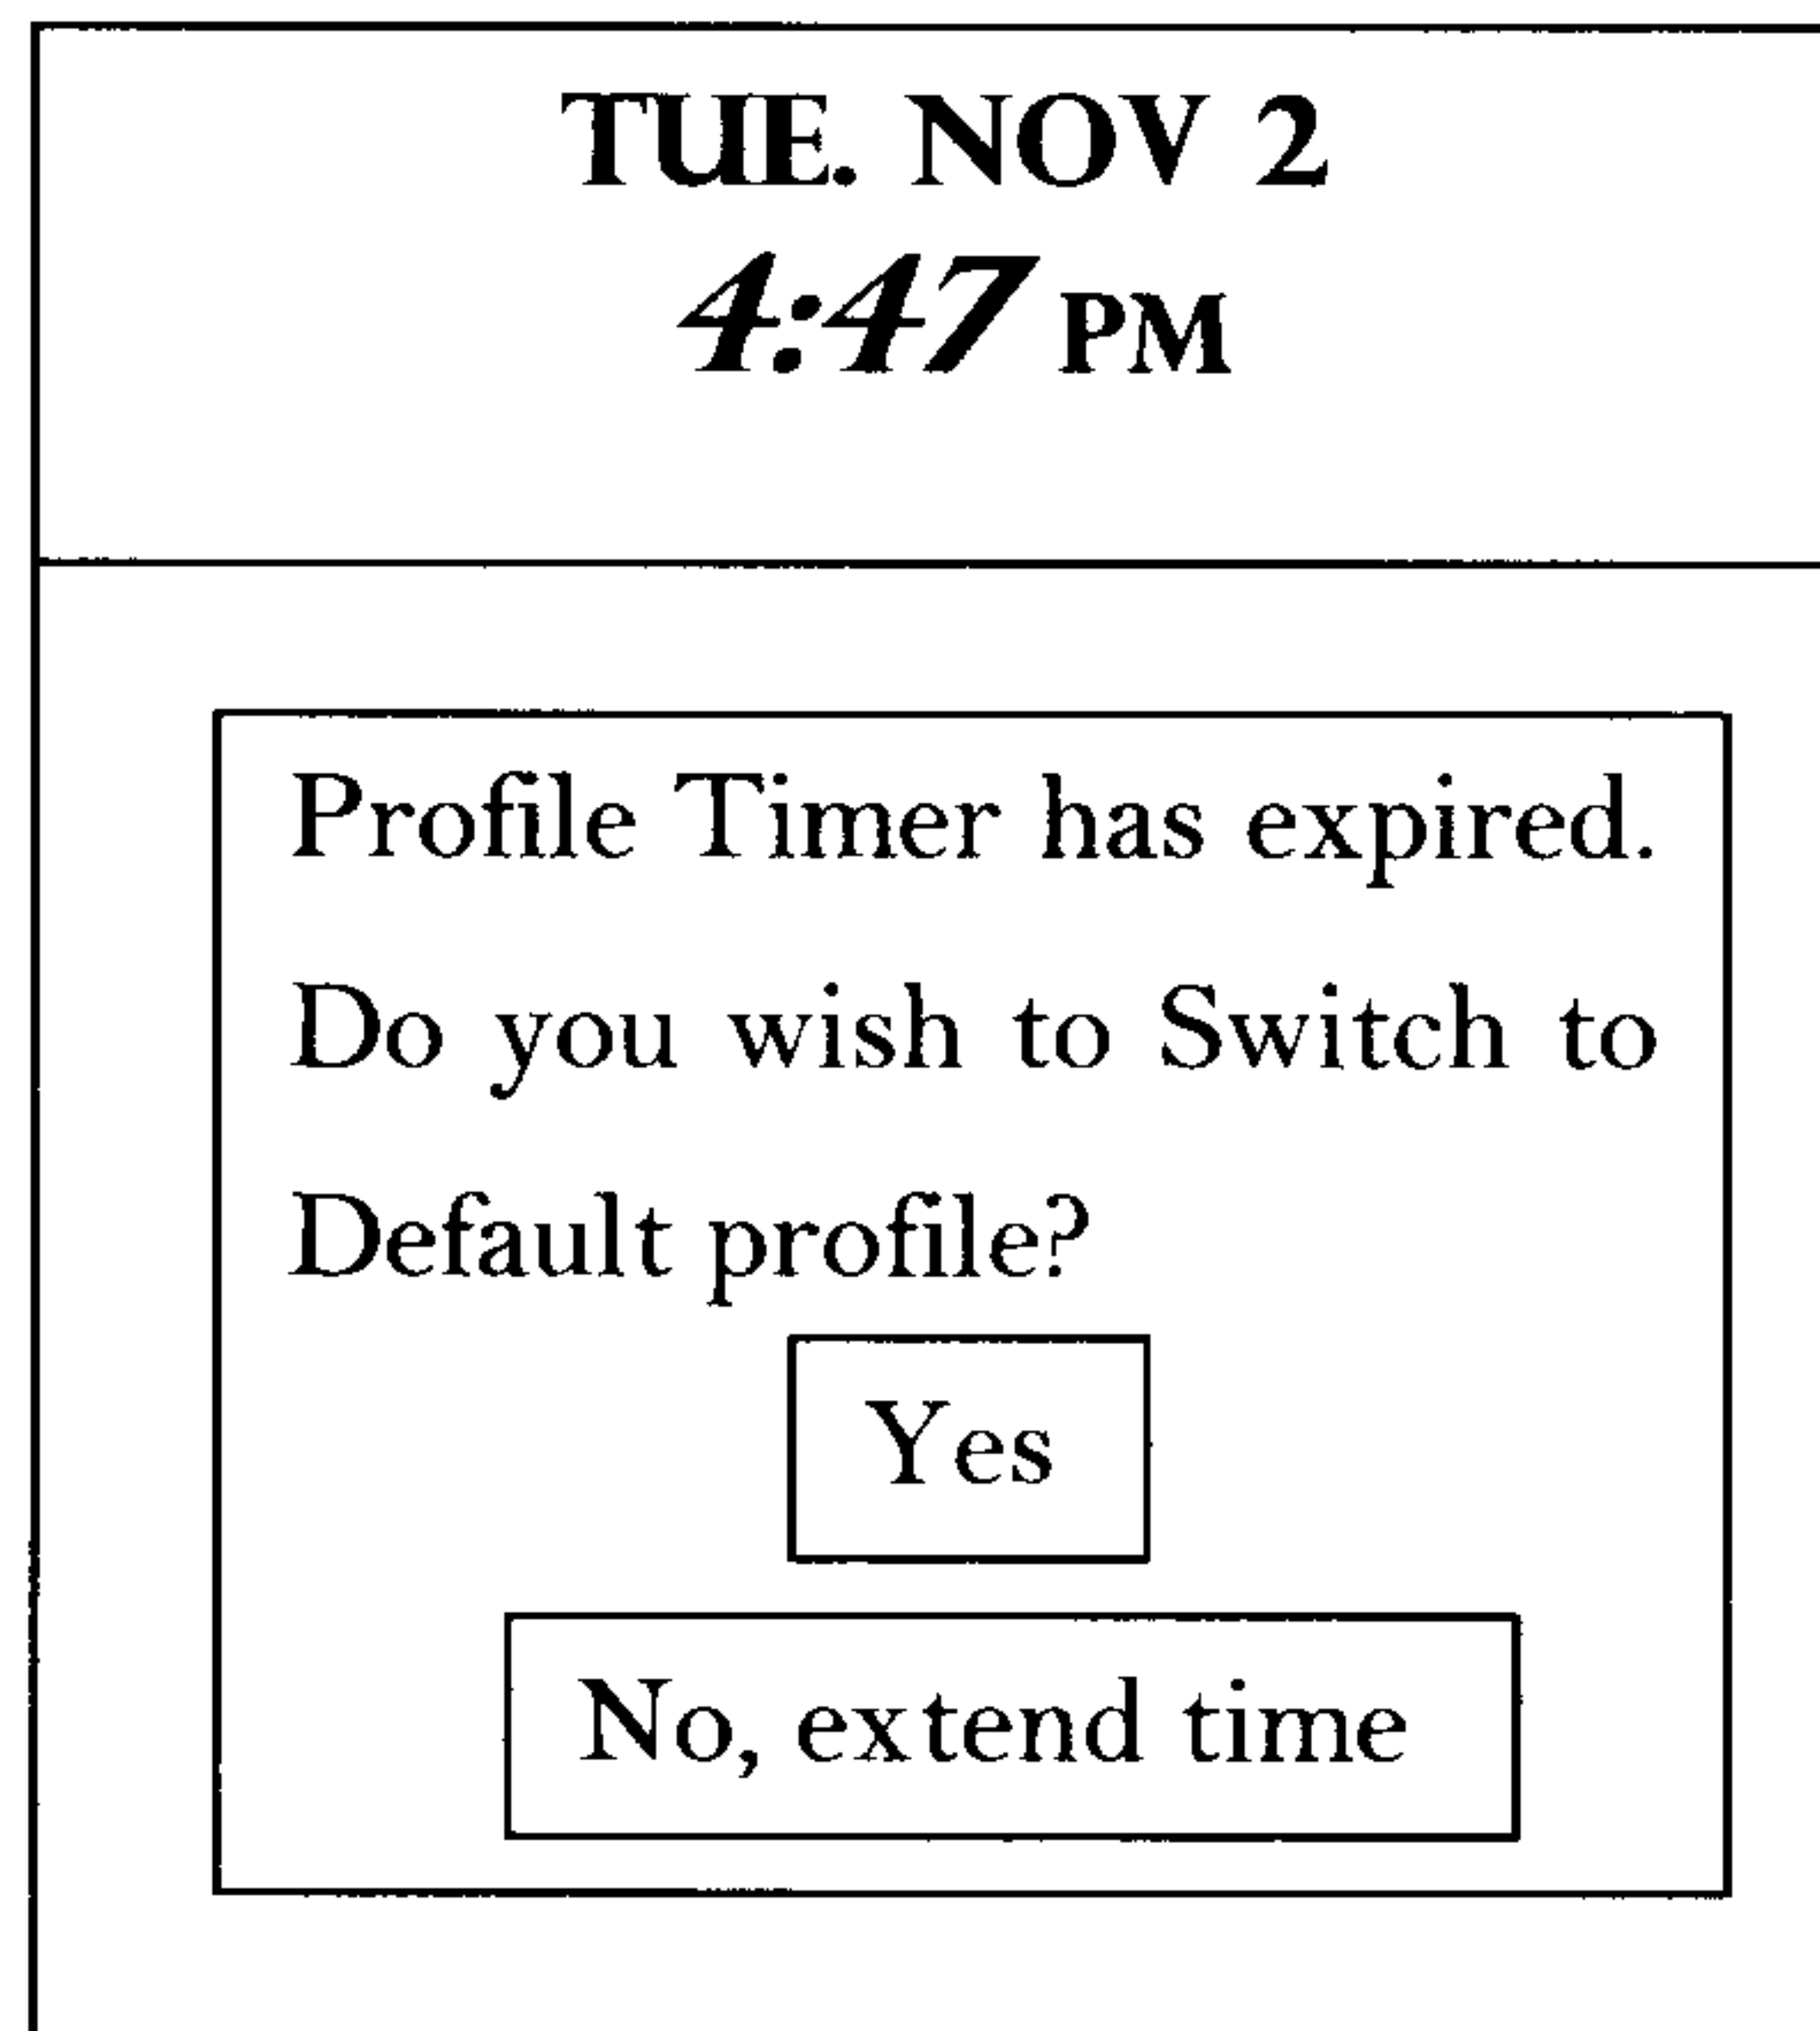 TUE. NOV 2
4:47 PM
Profile Timer has expired.
Do you wish to Switch to
Default profile?
Yes
No, extend time